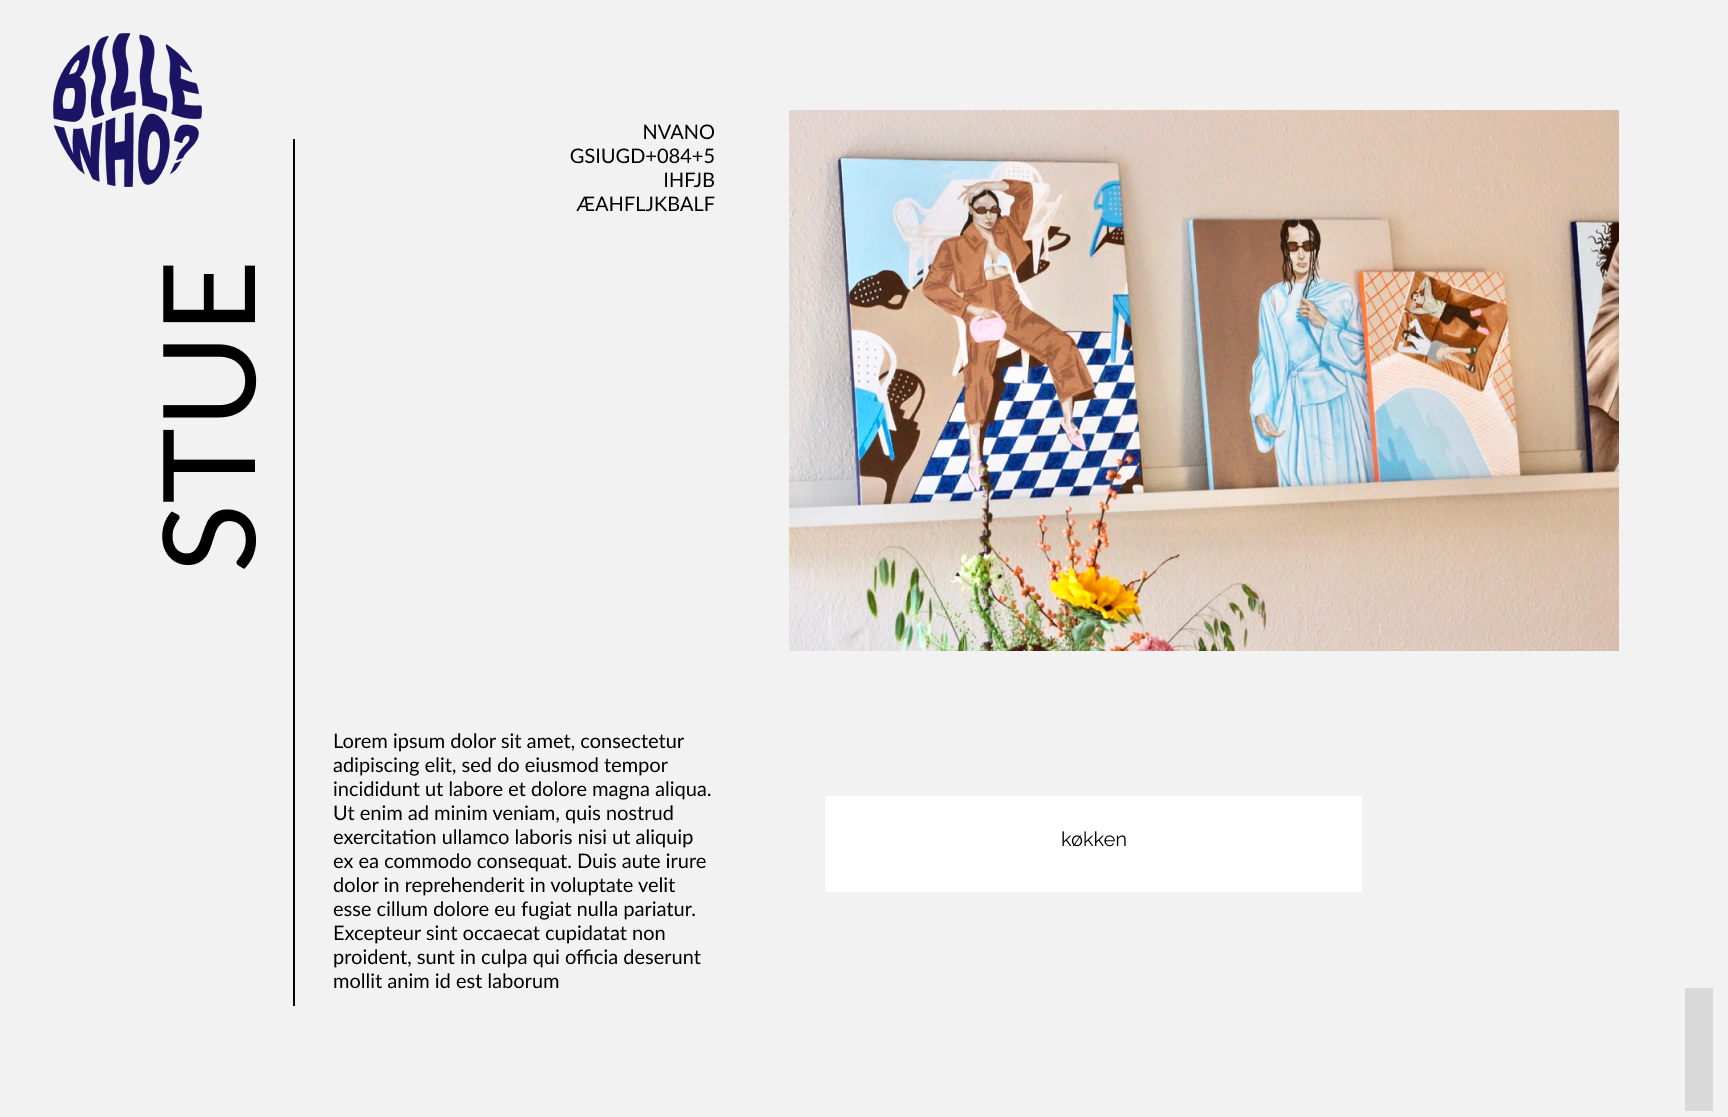 BILLE
WHO?
STUE
NVANO
GSIUGD+084+5
IHFJB
ÆAHFLJKBALF
Lorem ipsum dolor sit amet, consectetur
adipiscing elit, sed do eiusmod tempor
incididunt ut labore et dolore magna aliqua.
Ut enim ad minim veniam, quis nostrud
exercitation ullamco laboris nisi ut aliquip
ex ea commodo consequat. Duis aute irure
dolor in reprehenderit in voluptate velit
esse cillum dolore eu fugiat nulla pariatur.
Excepteur sint occaecat cupidatat non
proident, sunt in culpa qui officia deserunt
mollit anim id est laborum
køkken